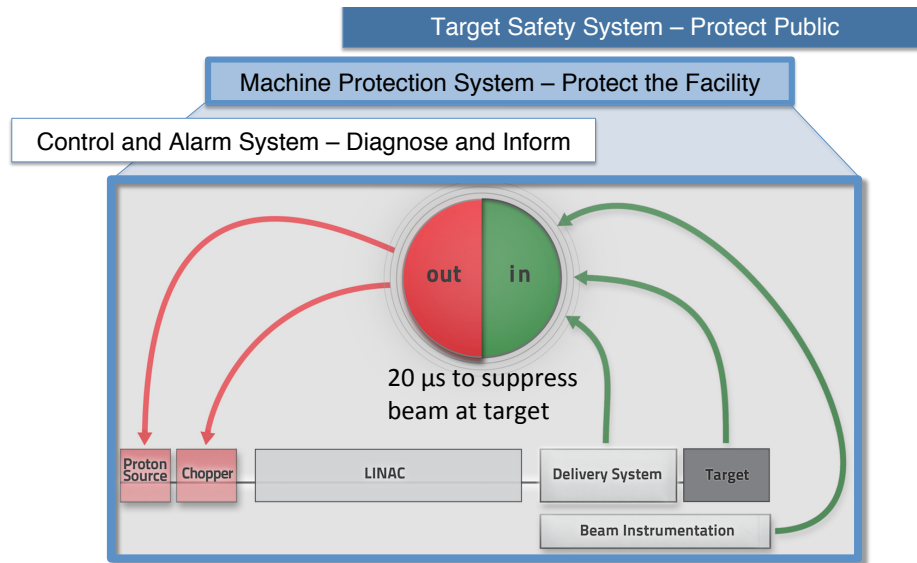 Target Safety System – Protect Public
Machine Protection System – Protect the Facility
Control and Alarm System – Diagnose and Inform
out
in
20 µs to suppress
beam at target
Proton
Source
Chopper
LINAC
Delivery System
Target
Beam Instrumentation